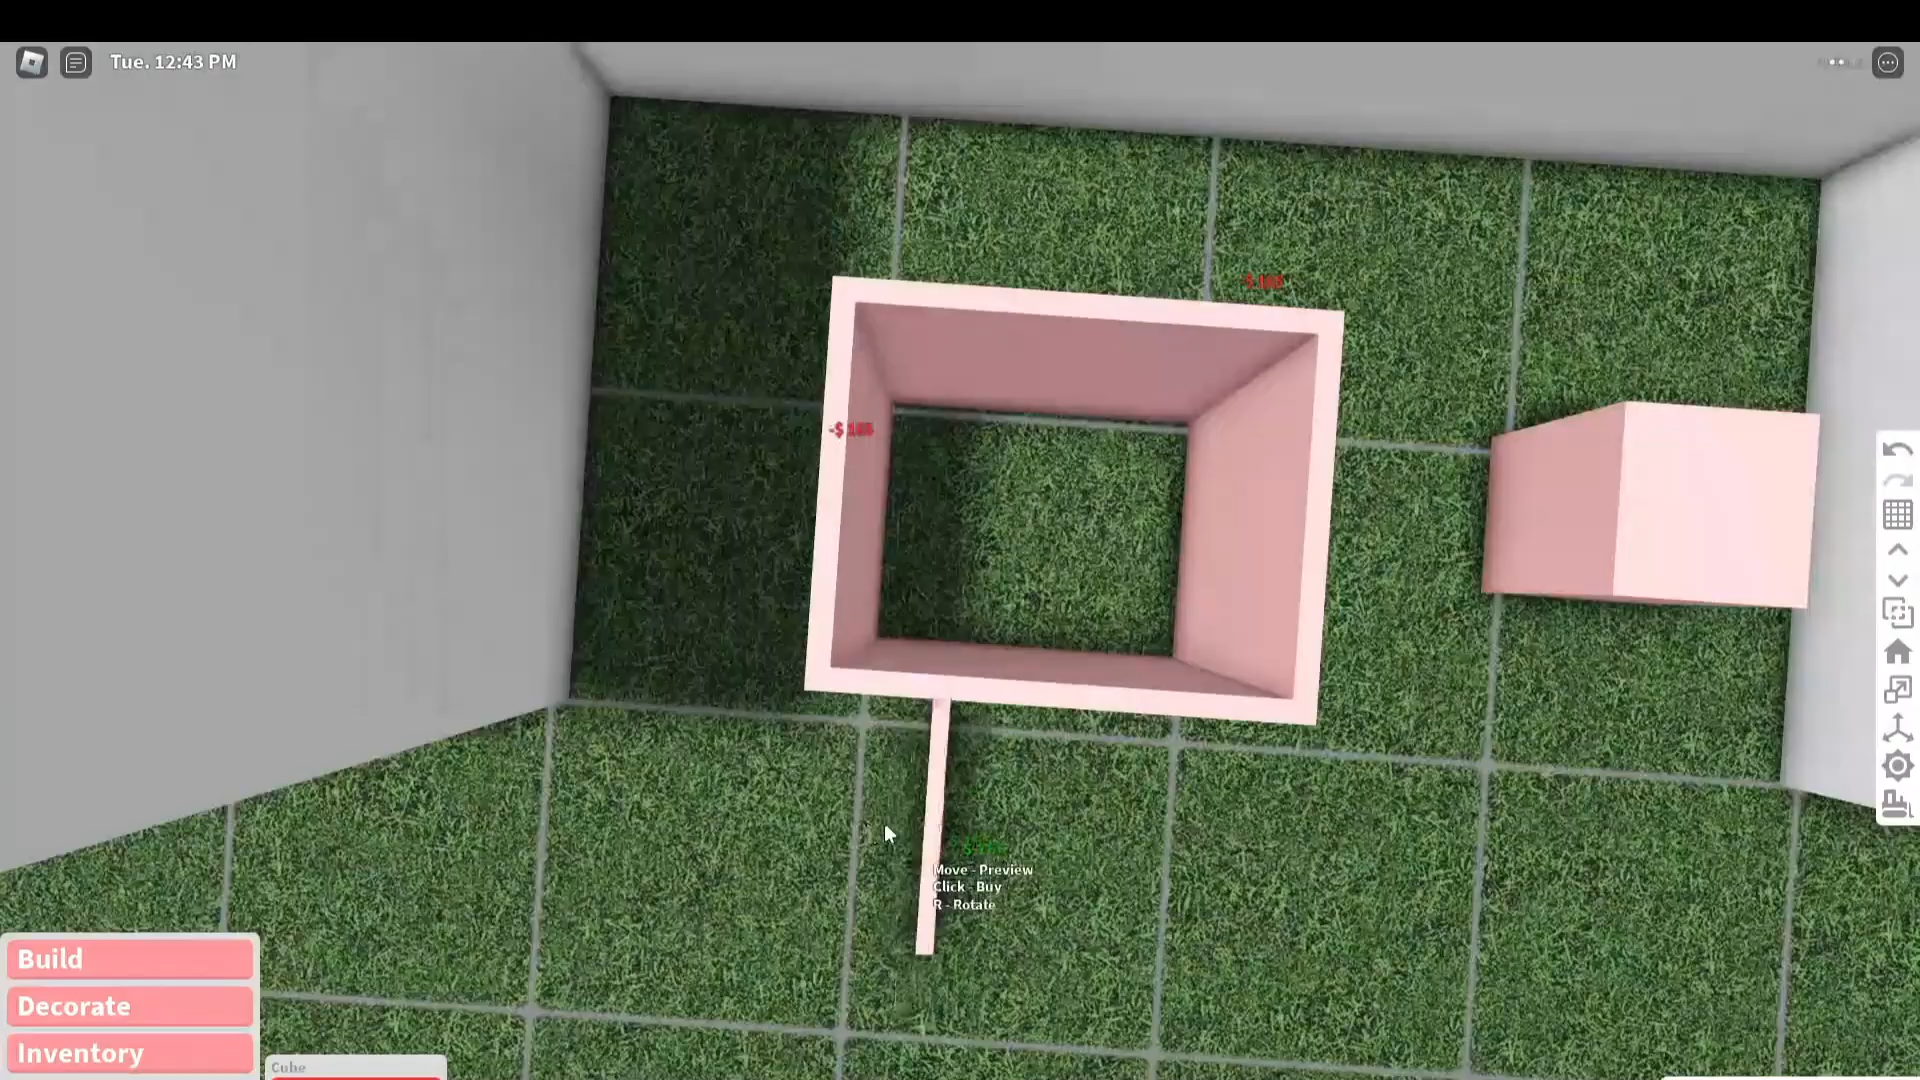 Tue. 12:43 PM
Move - Preview
Click - Buy
R - Rotate
Build
Decorate
Inventory
Cube